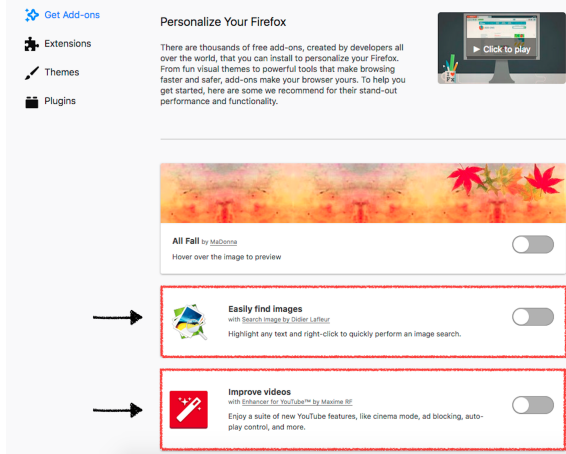 Get Add-ons
Extensions
Themes
Plugins
Personalize Your Firefox
There are thousands of free add-ons, created by developers all
over the world, that you can install to personalize your Firefox.
From fun visual themes to powerful tools that make browsing
faster and safer, add-ons make your browser yours. To help you
get started, here are some we recommend for their stand-out
performance and functionality.
Click to play
All Fall by MaDonna
Hover over the image to preview
Easily find images
with Search Image by Didier Lafleur
Highlight any text and right-click to quickly perform an image search.
Improve videos
with Enhancer for YouTube™ by Maxime RF
Enjoy a suite of new YouTube features, like cinema mode, ad blocking, auto-
play control, and more.